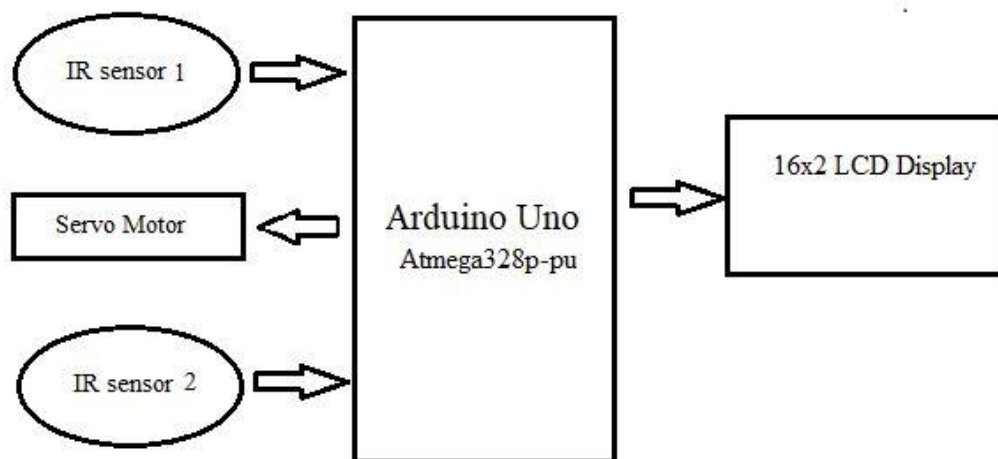 IR sensor 1
Servo Motor
IR sensor 2
Arduino Uno
Atmega328p-pu
16x2 LCD Display